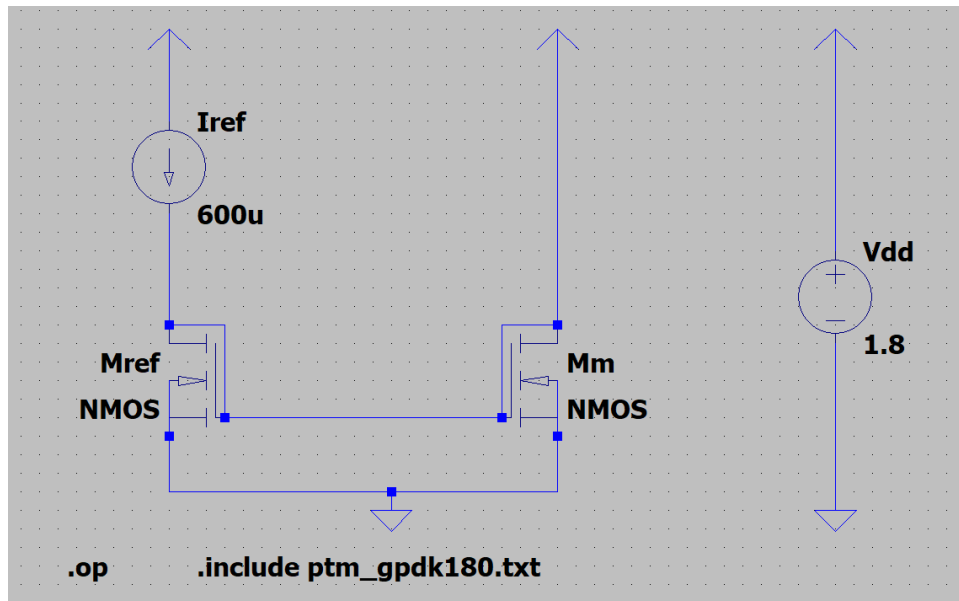 Iref
600u
Vdd
1.8
Mref
NMOS
Mm
NMOS
.op
.include ptm_gpdk180.txt